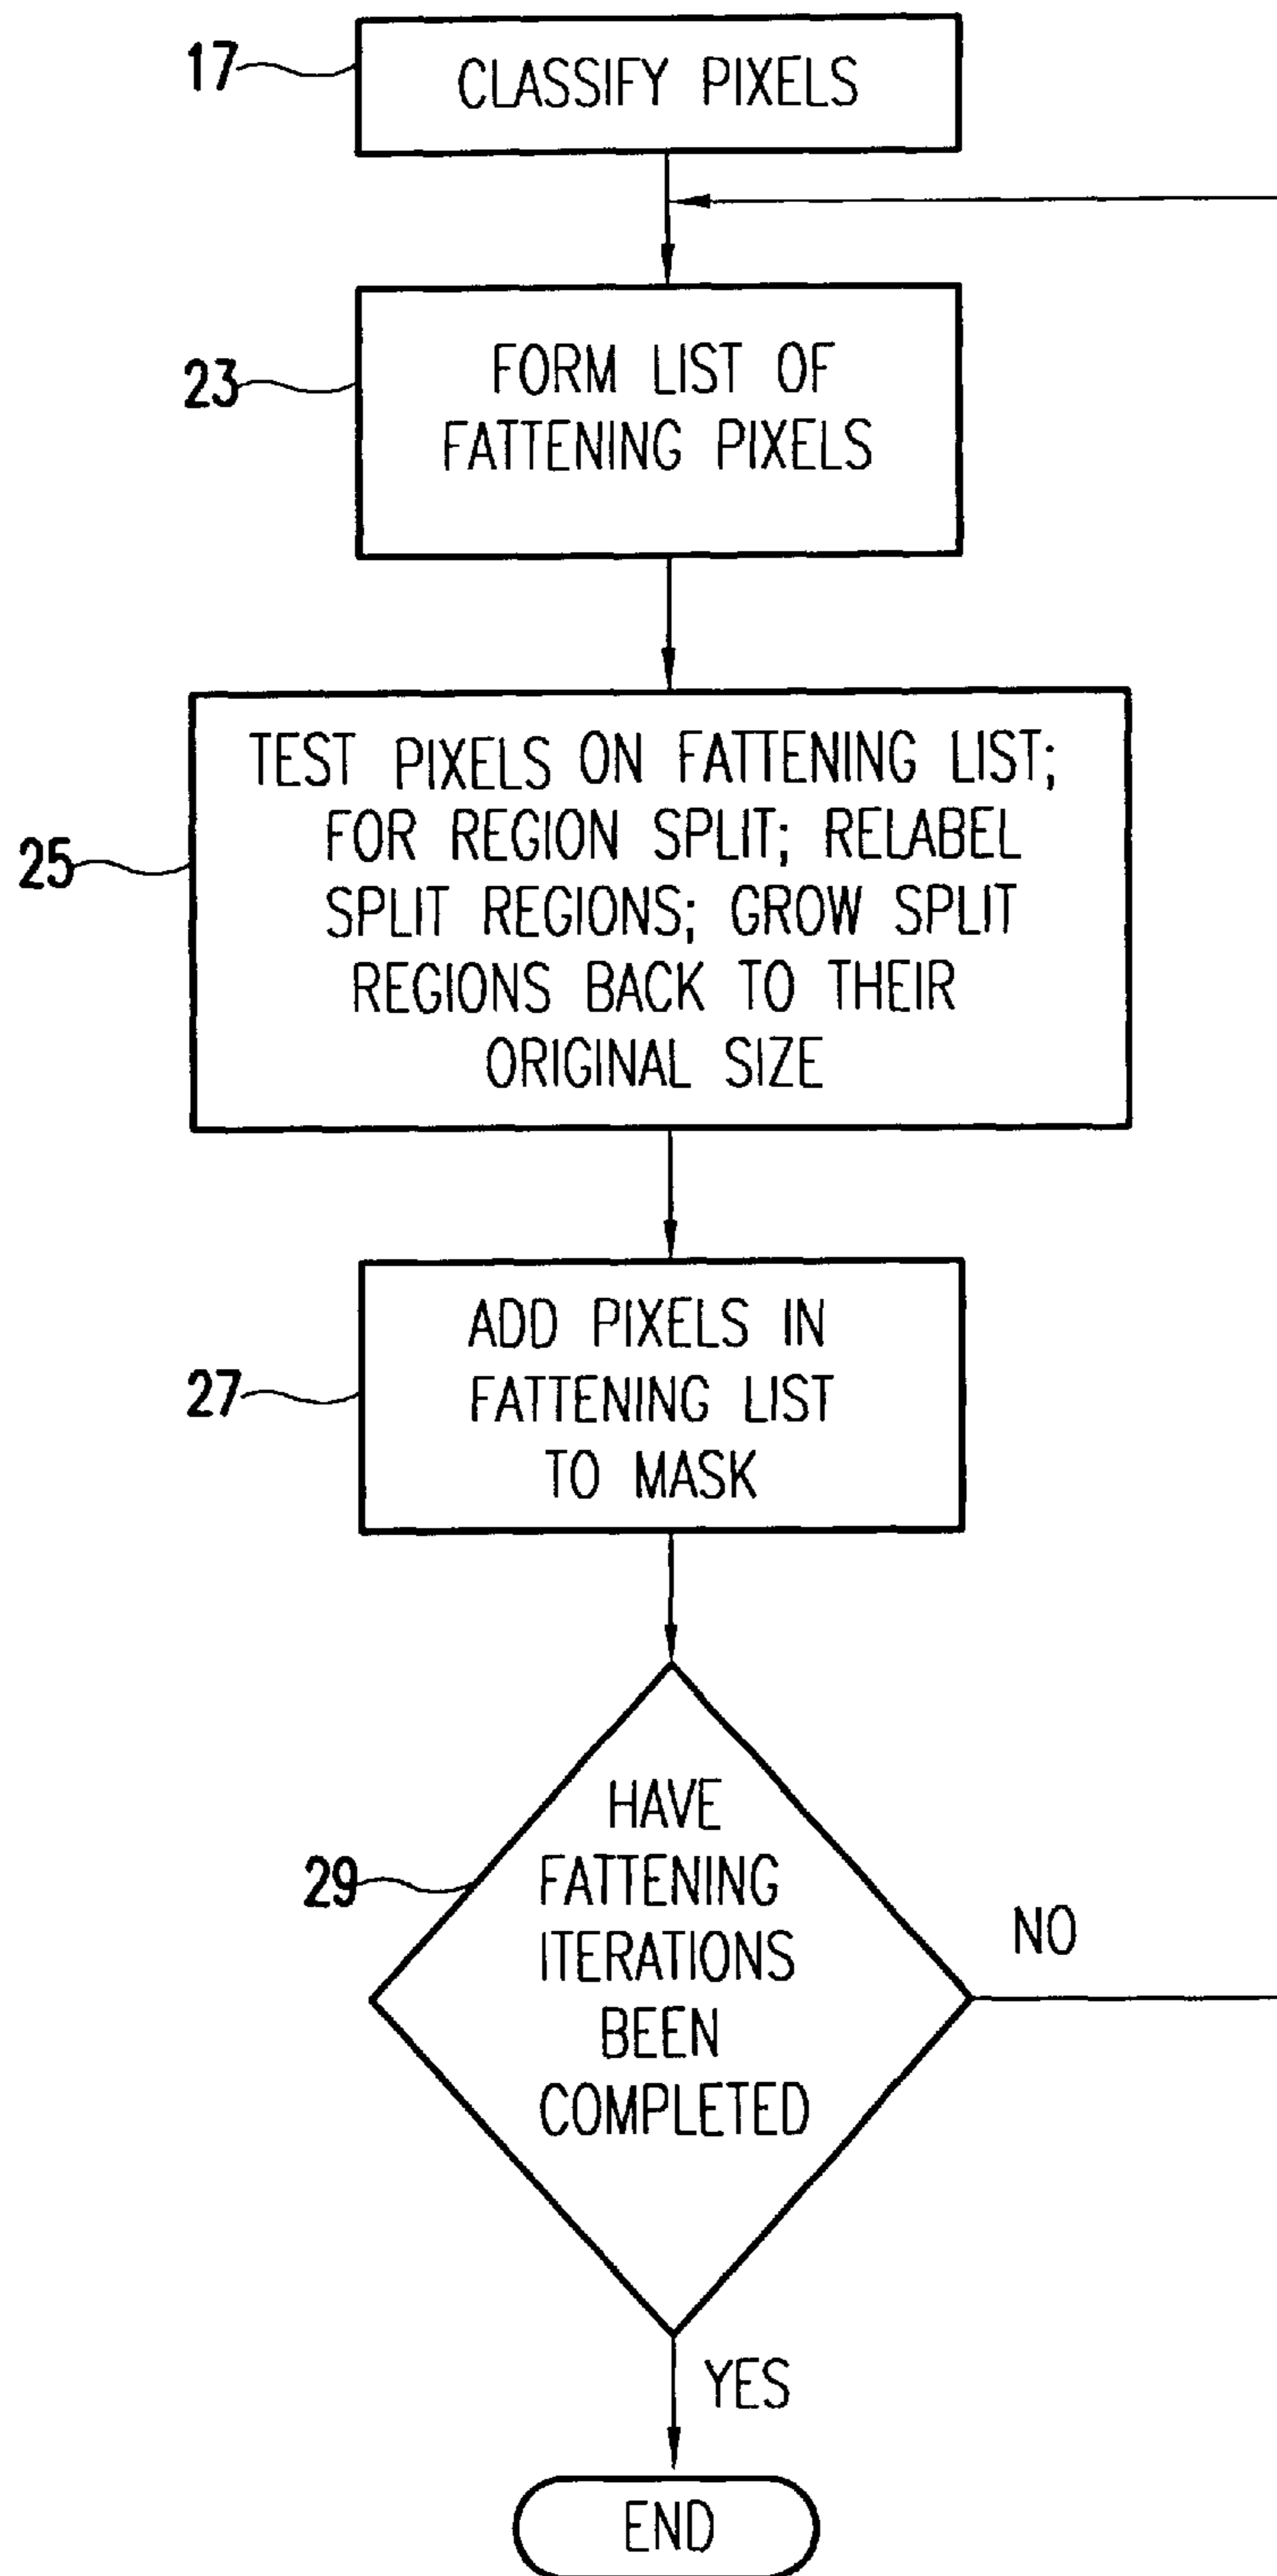 17
CLASSIFY PIXELS
23
FORM LIST OF
FATTENING PIXELS
25
TEST PIXELS ON FATTENING LIST;
FOR REGION SPLIT; RELABEL
SPLIT REGIONS; GROW SPLIT
REGIONS BACK TO THEIR
ORIGINAL SIZE
27
ADD PIXELS IN
FATTENING LIST
TO MASK
29
HAVE
FATTENING
ITERATIONS
BEEN
COMPLETED
NO
YES
END